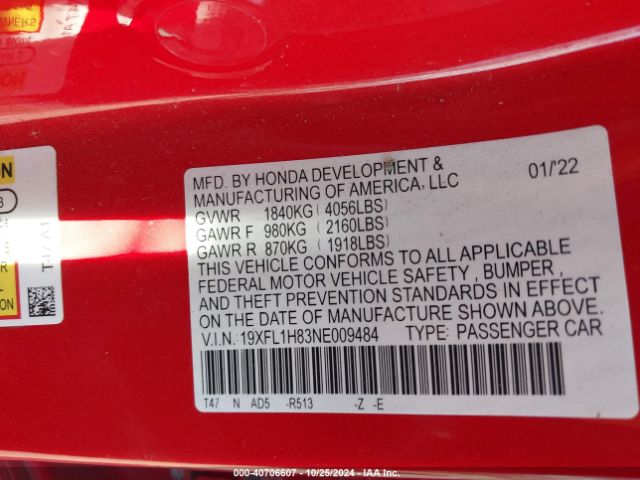 OWNERS
MFD. BY HONDA DEVELOPMENT &
MANUFACTURING OF AMERICA, LLC 01/'22
GVWR 1840KG ( 4056LBS)
GAWR F 980KG ( 2160LBS)
GAWR R 870KG ( 1918LBS)
THIS VEHICLE CONFORMS TO ALL APPLICABLE
FEDERAL MOTOR VEHICLE SAFETY , BUMPER ,
AND THEFT PREVENTION STANDARDS IN EFFECT
ON THE DATE OF MANUFACTURE SHOWN ABOVE.
V.I.N. 19XFL1H83NE009484 TYPE: PASSENGER CAR
T47 N AD5 -R513 -Z -E
000-40706607 - 10/25/2024 - IAA Inc.